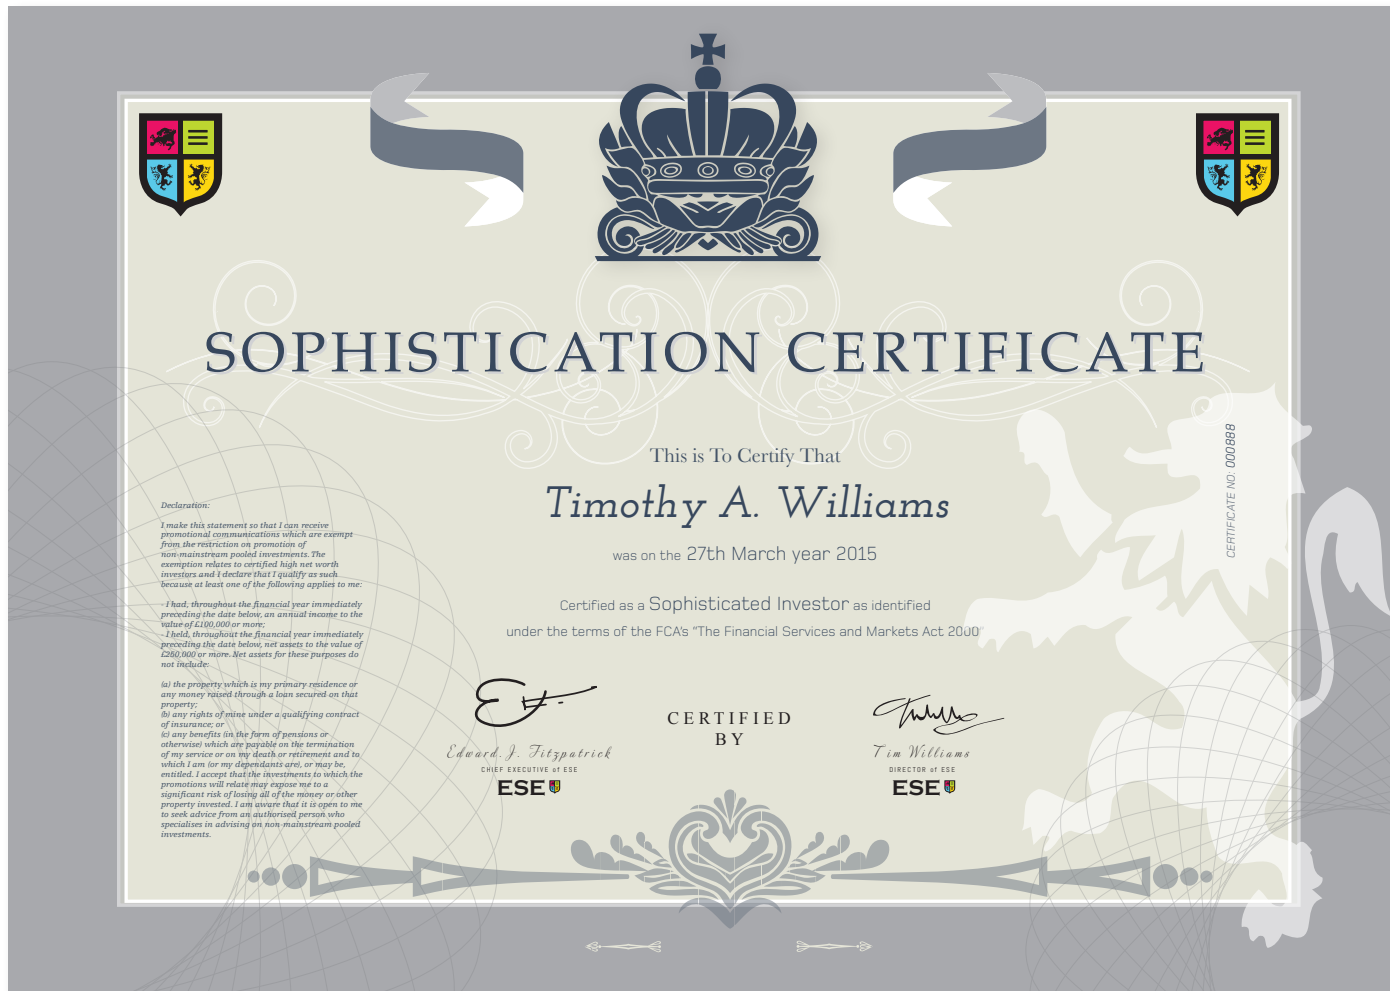 SOPHISTICATION CERTIFICATE
This is To Certify That
Timothy A. Williams
was on the 27th March year 2015
Certified as a Sophisticated Investor as identified
under the terms of the FCA's "The Financial Services and Markets Act 2000"
CERTIFICATE NO: 000888
Declaration:
I make this statement so that I can receive
promotional communications which are exempt
from the restriction on promotion of
non-mainstream pooled investments. The
exemption relates to certified high net worth
investors and I declare that I qualify as such
because at least one of the following applies to me:
- I had, throughout the financial year immediately
preceding the date below, an annual income to the
value of £100,000 or more;
- I held, throughout the financial year immediately
preceding the date below, net assets to the value of
£250,000 or more. Net assets for these purposes do
not include:
(a) the property which is my primary residence or
any money raised through a loan secured on that
property;
(b) any rights of mine under a qualifying contract
of insurance; or
(c) any benefits (in the form of pensions or
otherwise) which are payable on the termination
of my service or on my death or retirement and to
which I am (or my dependants are), or may be,
entitled. I accept that the investments to which the
promotions will relate may expose me to a
significant risk of losing all of the money or other
property invested. I am aware that it is open to me
to seek advice from an authorised person who
specialises in advising on non-mainstream pooled
investments.
Edward. J. Fitzpatrick
CHIEF EXECUTIVE of ESE
ESE
CERTIFIED
BY
Tim Williams
DIRECTOR of ESE
ESE